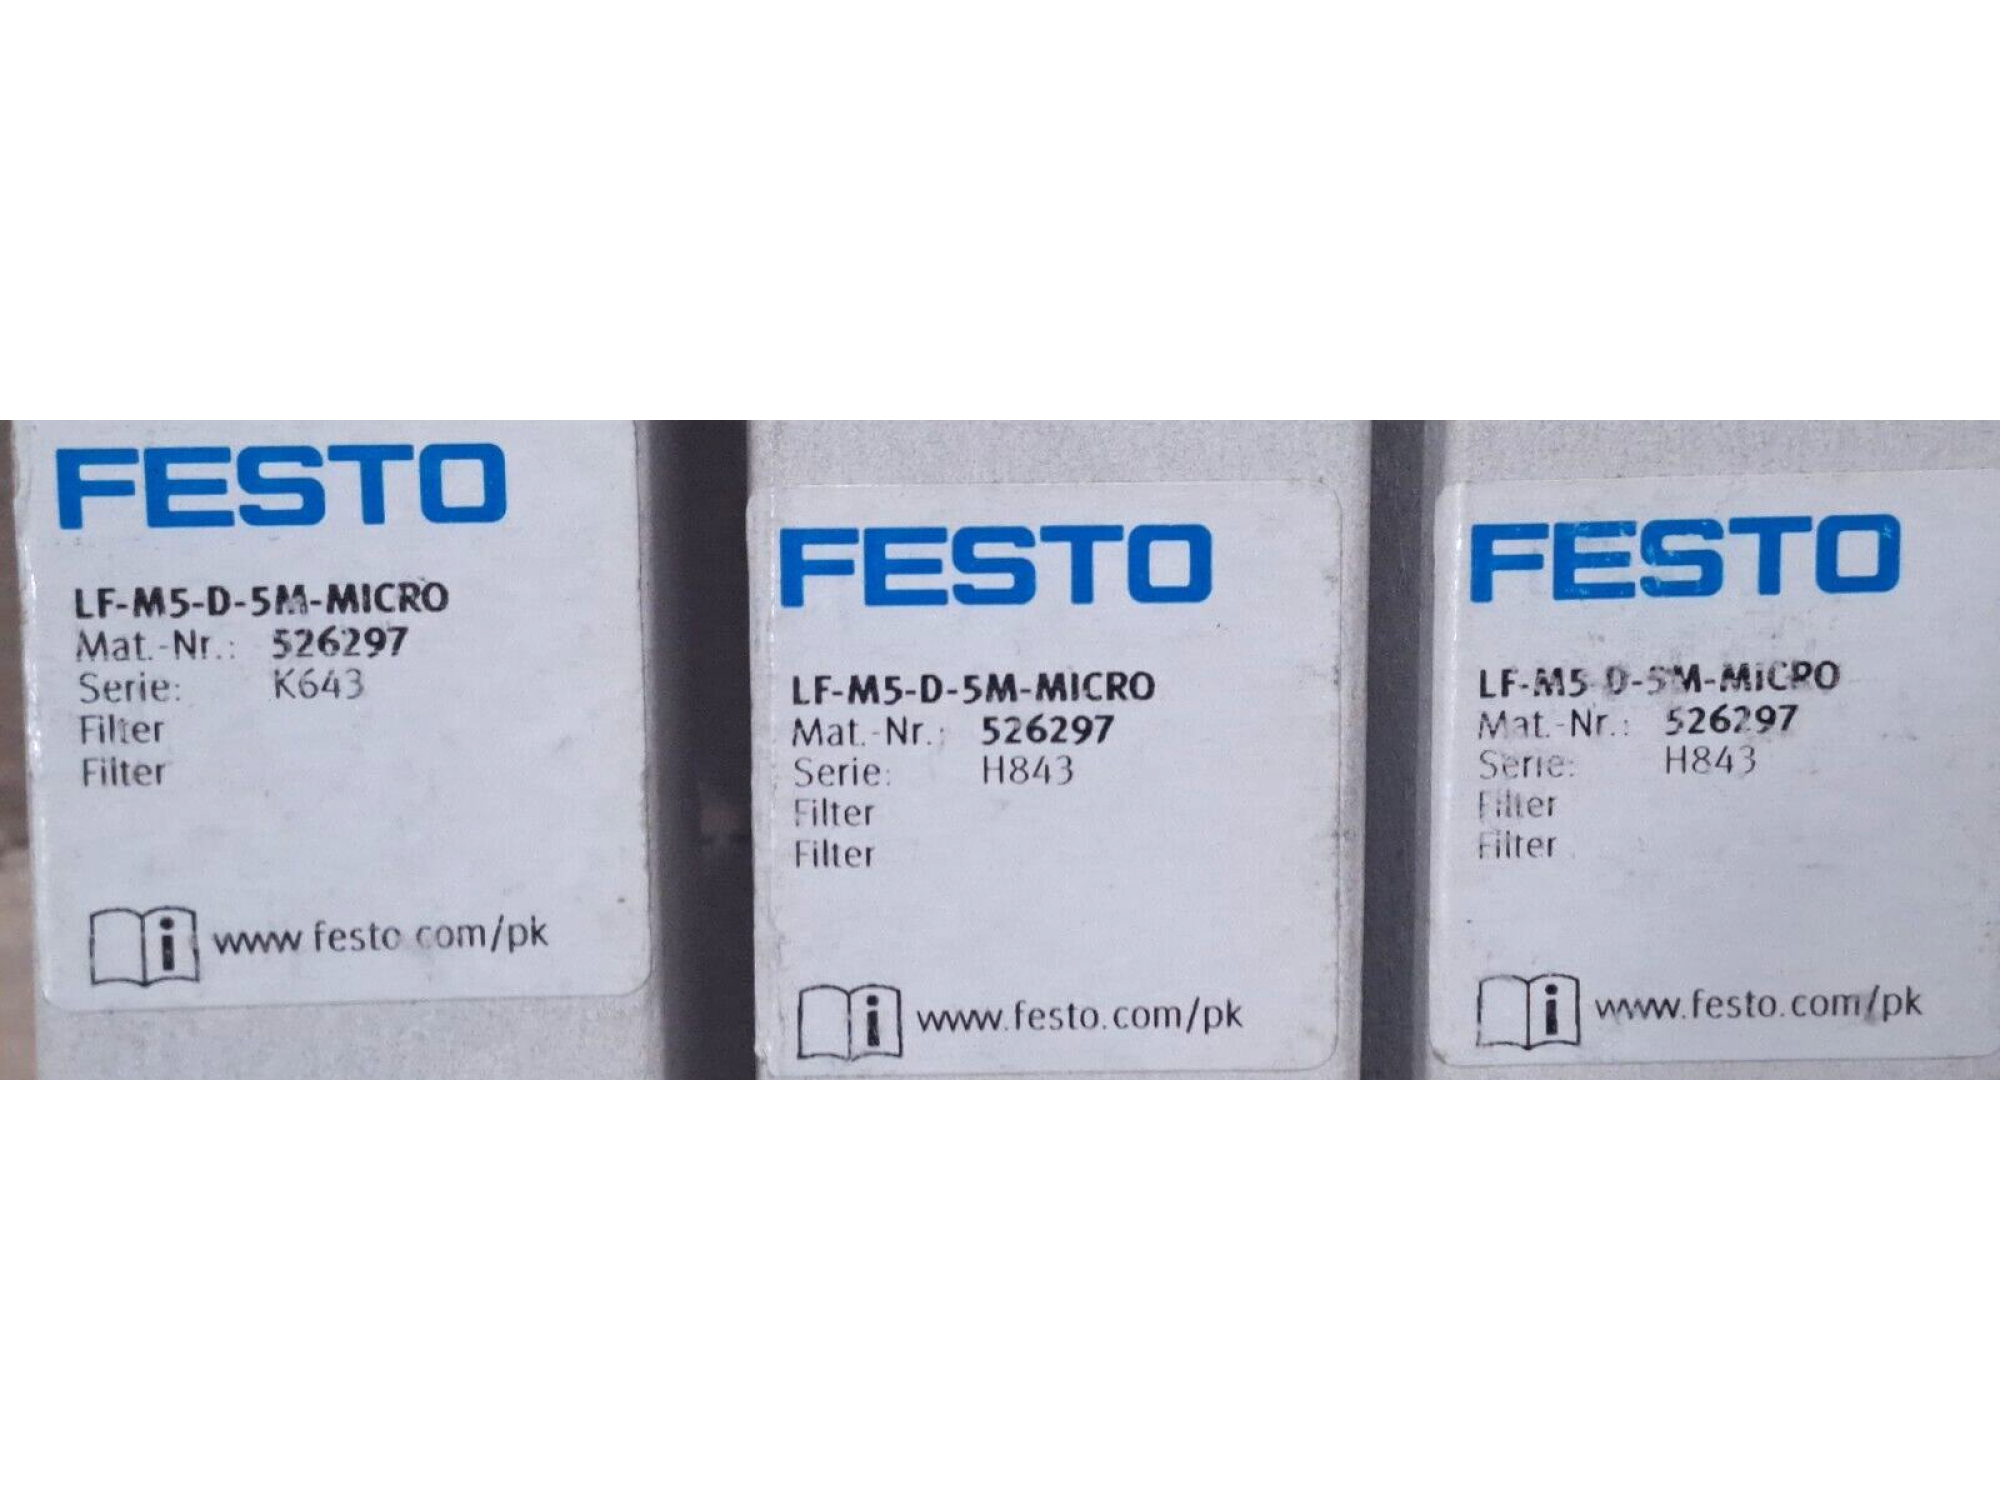 FESTO
LF-M5-D-5M-MICRO
Mat.-Nr.: 526297
Serie: K643
Filter
Filter
i www.festo.com/pk
FESTO
LF-M5-D-5M-MICRO
Mat.-Nr.: 526297
Serie: H843
Filter
Filter
i www.festo.com/pk
FESTO
LF-M5-D-5M-MICRO
Mat.-Nr.: 526297
Serie: H843
Filter
Filter
i www.festo.com/pk